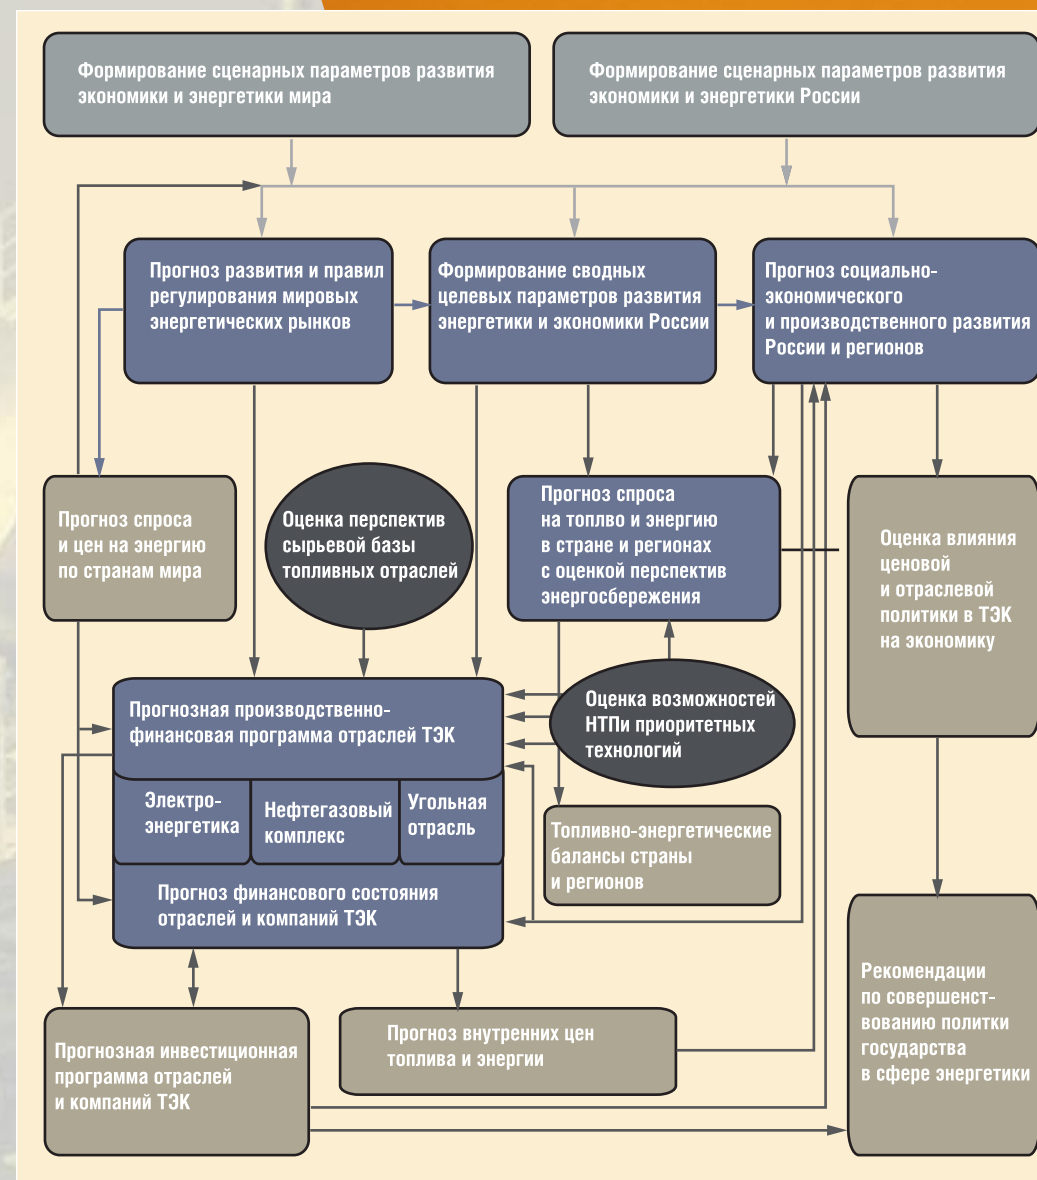 Формирование сценарных параметров развития
экономики и энергетики мира
Формирование сценарных параметров развития
экономики и энергетики России
Прогноз развития и правил
регулирования мировых
энергетических рынков
Формирование сводных
целевых параметров развития
энергетики и экономики России
Прогноз социально-
экономического
и производственного развития
России и регионов
Прогноз спроса
и цен на энергию
по странам мира
Оценка перспектив
сырьевой базы
топливных отраслей
Прогноз спроса
на топлво и энергию
в стране и регионах
с оценкой перспектив
энергосбережения
Оценка влияния
ценовой
и отраслевой
политики в ТЭК
на экономику
Прогнозная производственно-
финансовая программа отраслей ТЭК
Оценка возможностей
НТПи приоритетных
технологий
Электро-
энергетика
Нефтегазовый
комплекс
Угольная
отрасль
Топливно-энергетические
балансы страны
и регионов
Прогноз финансового состояния
отраслей и компаний ТЭК
Прогнозная инвестиционная
программа отраслей
и компаний ТЭК
Прогноз внутренних цен
топлива и энергии
Рекомендации
по совершенст-
вованию политки
государства
в сфере энергетики